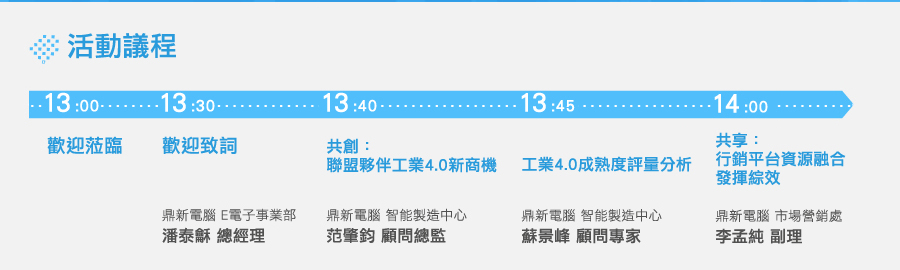 活動議程
13:00
13:30
13:40
13:45
14:00
歡迎蒞臨
歡迎致詞
共創：
聯盟夥伴工業4.0新商機
工業4.0成熟度評量分析
共享：
行銷平台資源融合
發揮綜效
鼎新電腦 E電子事業部
潘泰龢 總經理
鼎新電腦 智能製造中心
范肇鈞 顧問總監
鼎新電腦 智能製造中心
蘇景峰 顧問專家
鼎新電腦 市場營銷處
李孟純 副理